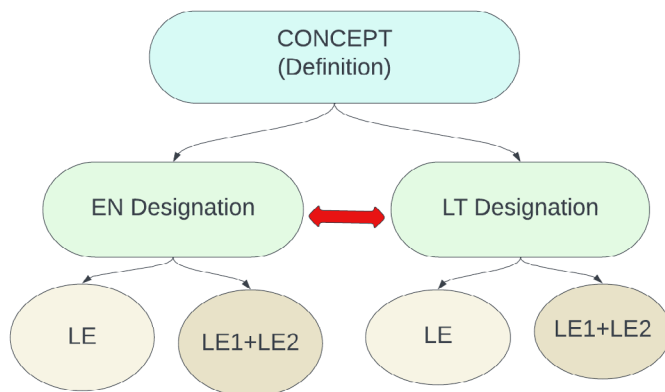 CONCEPT
(Definition)
EN Designation
LT Designation
LE
LE1+LE2
LE
LE1+LE2